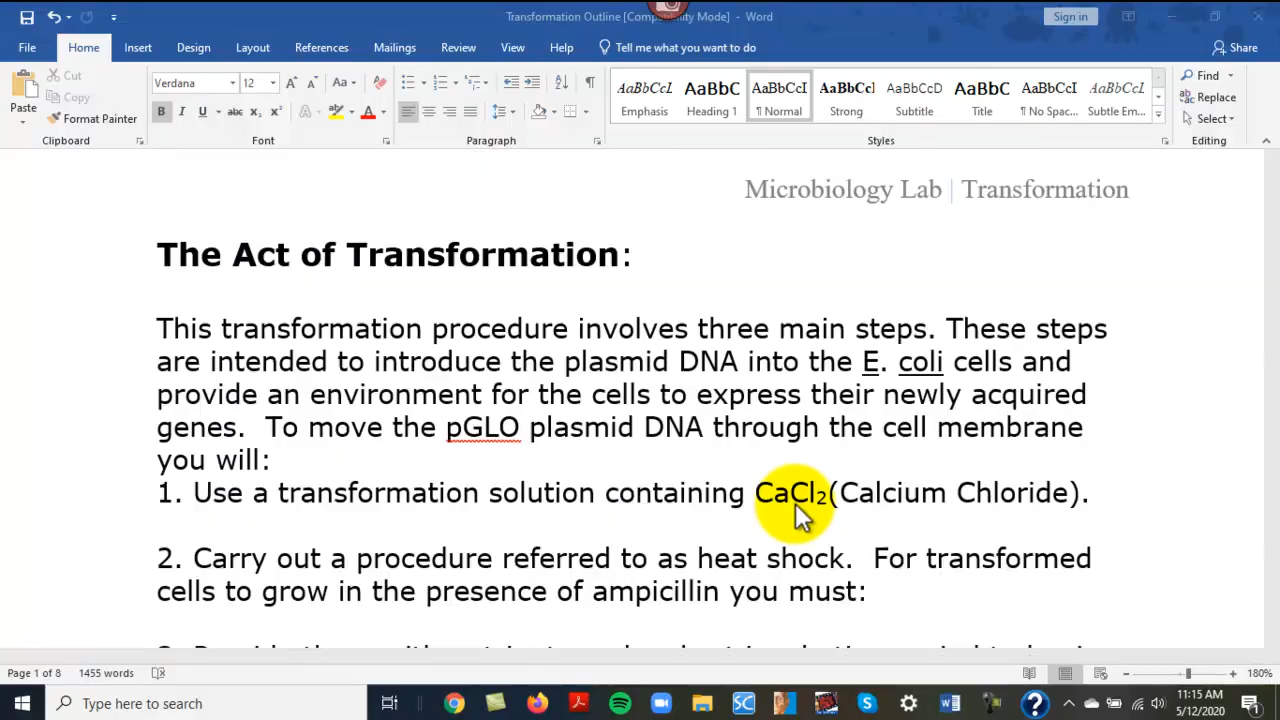 Transformation Outline [Compatibility Mode] - Word
Sign in
File Home Insert Design Layout References Mailings Review View Help Tell me what you want to do Share
Paste
Cut
Copy
Format Painter
Clipboard
Verdana 12
Font
Paragraph
AaBbCcL AaBbC AaBbCcI AaBbCcl AaBbCcD AaBbC AaBbCcI AaBbCcL
Emphasis Heading 1 ¶ Normal Strong Subtitle Title ¶ No Spac... Subtle Em...
Styles
Find
Replace
Select
Editing
Microbiology Lab | Transformation
The Act of Transformation:
This transformation procedure involves three main steps. These steps
are intended to introduce the plasmid DNA into the E. coli cells and
provide an environment for the cells to express their newly acquired
genes. To move the pGLO plasmid DNA through the cell membrane
you will:
1. Use a transformation solution containing CaCl₂(Calcium Chloride).
2. Carry out a procedure referred to as heat shock. For transformed
cells to grow in the presence of ampicillin you must:
Page 1 of 8 1455 words 180%
Type here to search
11:15 AM
5/12/2020